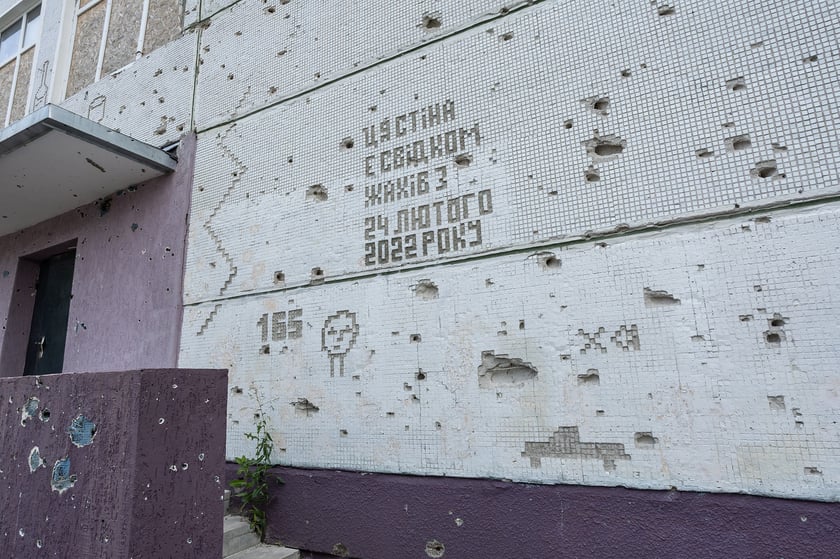 ЦЯ СТІНА
Є СВІДКОМ
ЖАХІВ З
24 ЛЮТОГО
2022 РОКУ
165